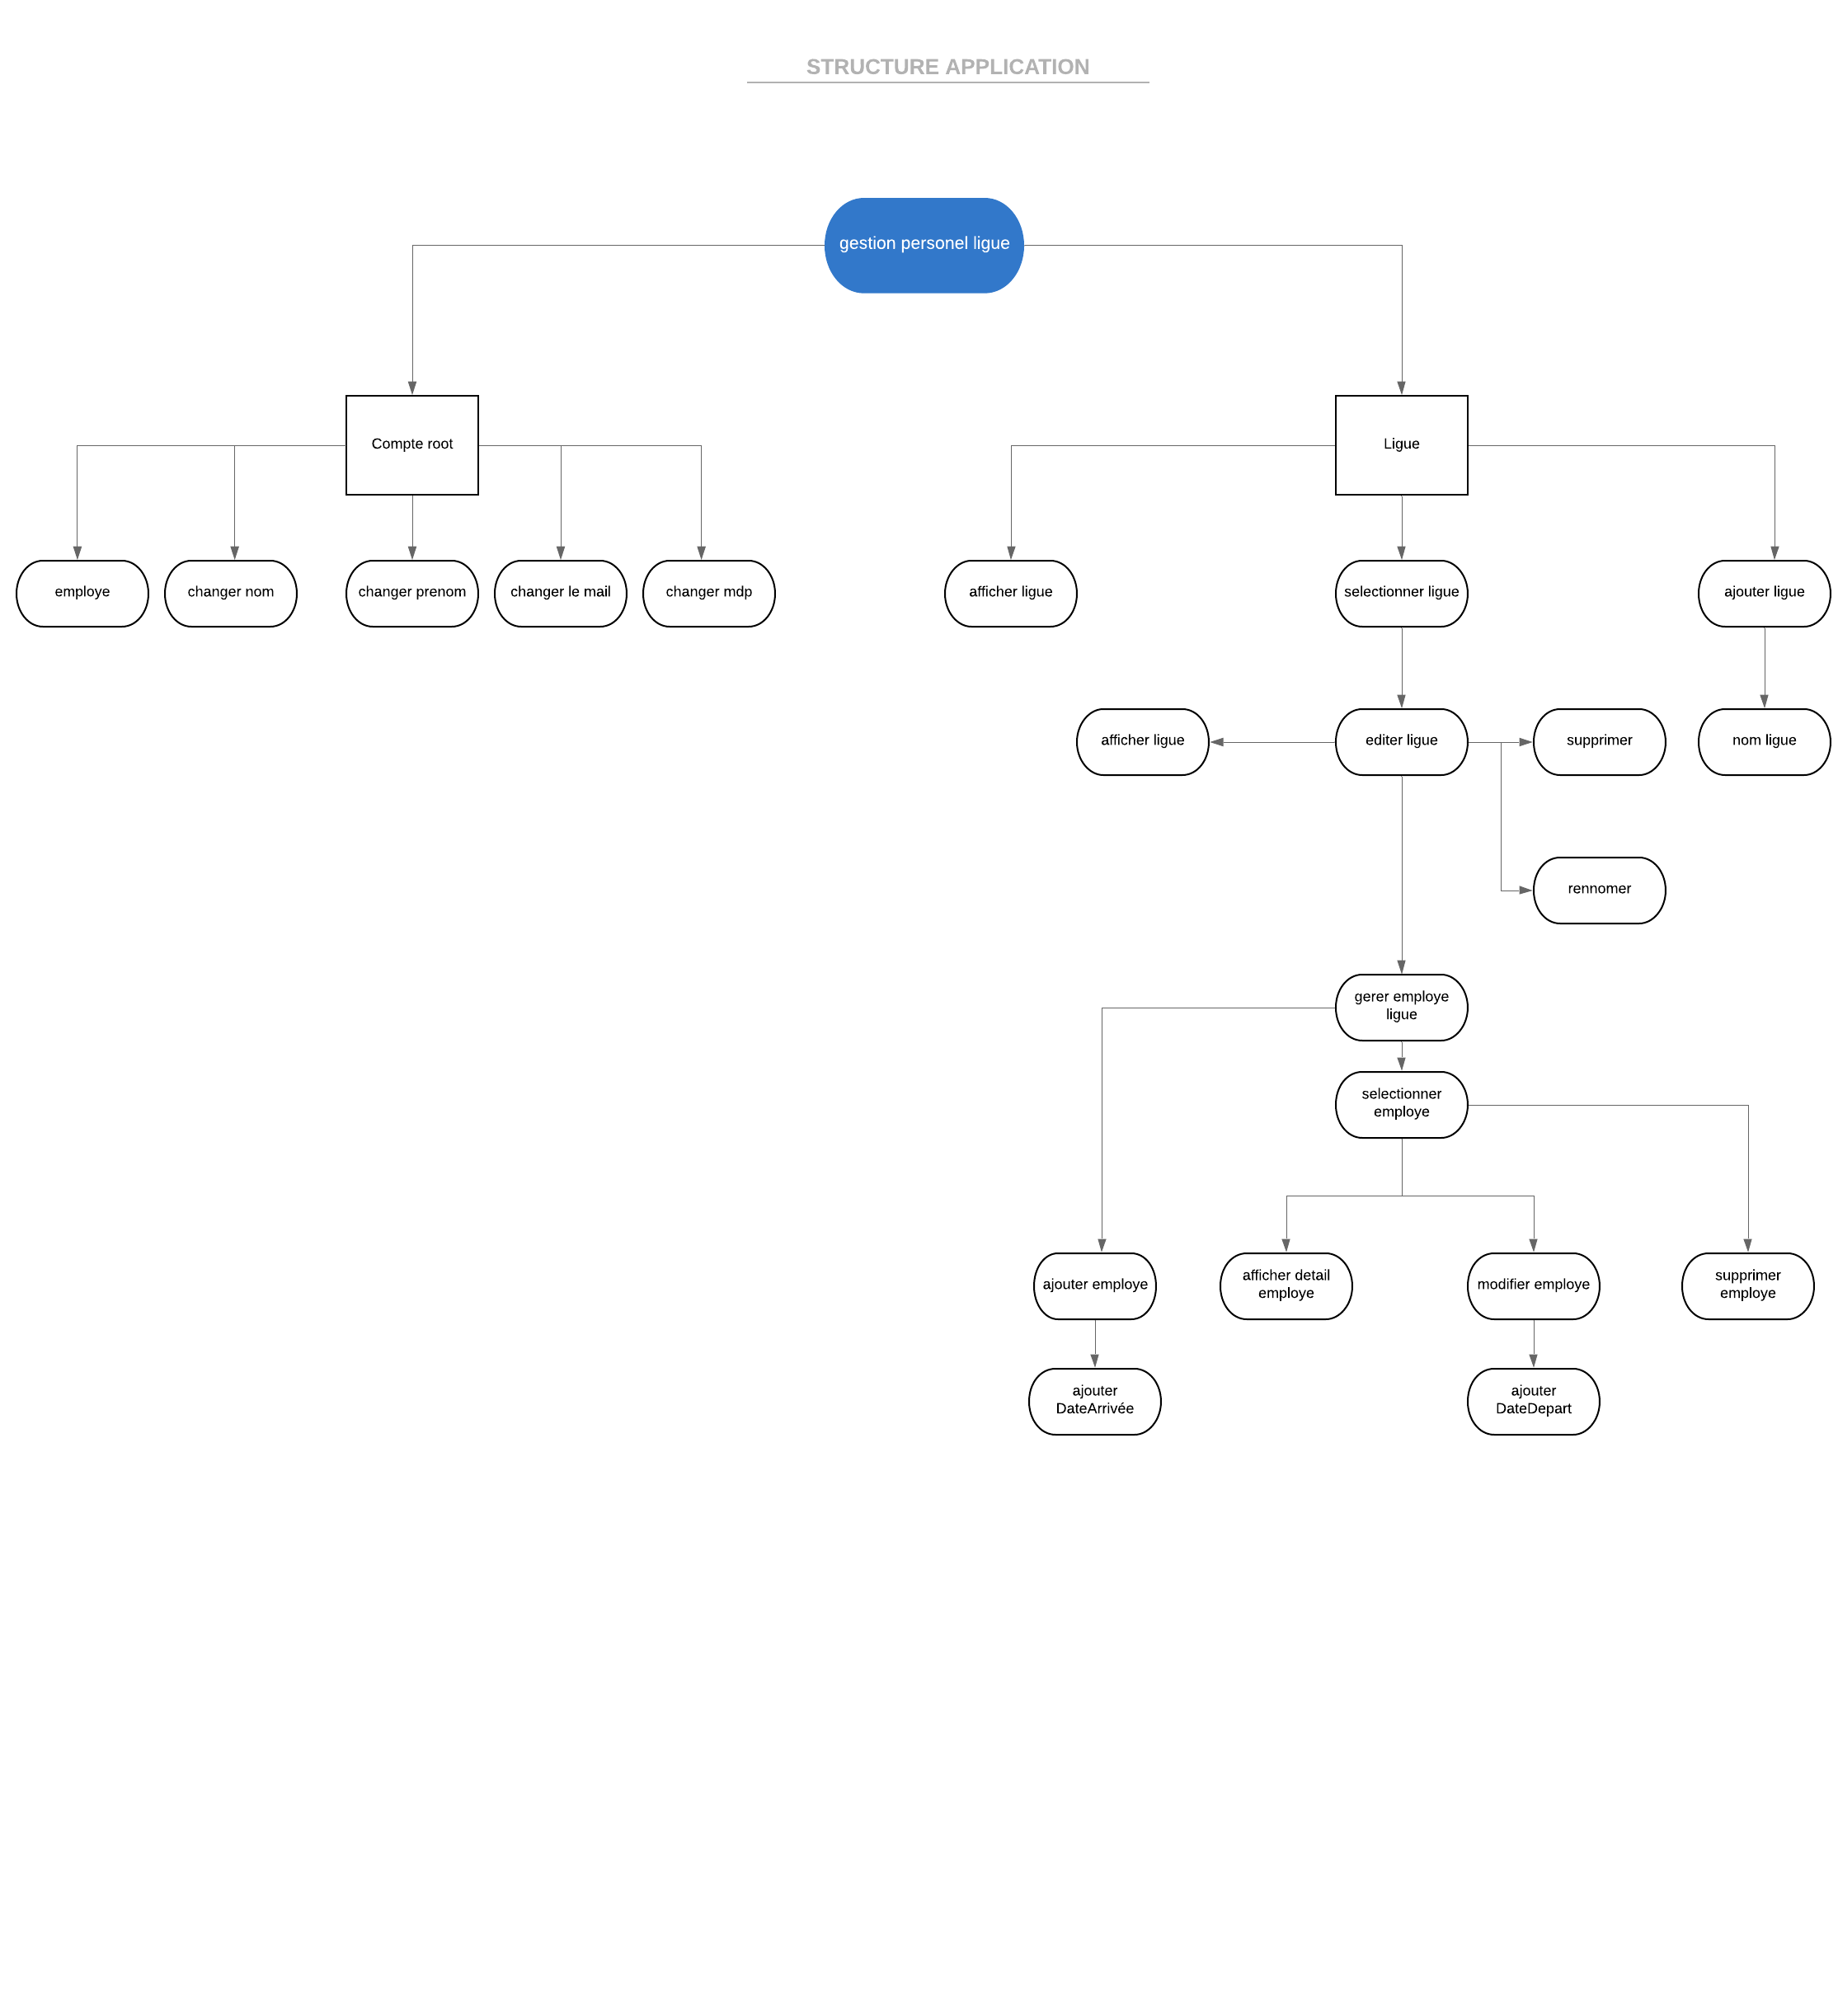 STRUCTURE APPLICATION
gestion personel ligue
Compte root
Ligue
employe
changer nom
changer prenom
changer le mail
changer mdp
afficher ligue
selectionner ligue
ajouter ligue
afficher ligue
editer ligue
supprimer
nom ligue
rennomer
gerer employe
ligue
selectionner
employe
ajouter employe
afficher detail
employe
modifier employe
supprimer
employe
ajouter
DateArrivée
ajouter
DateDepart